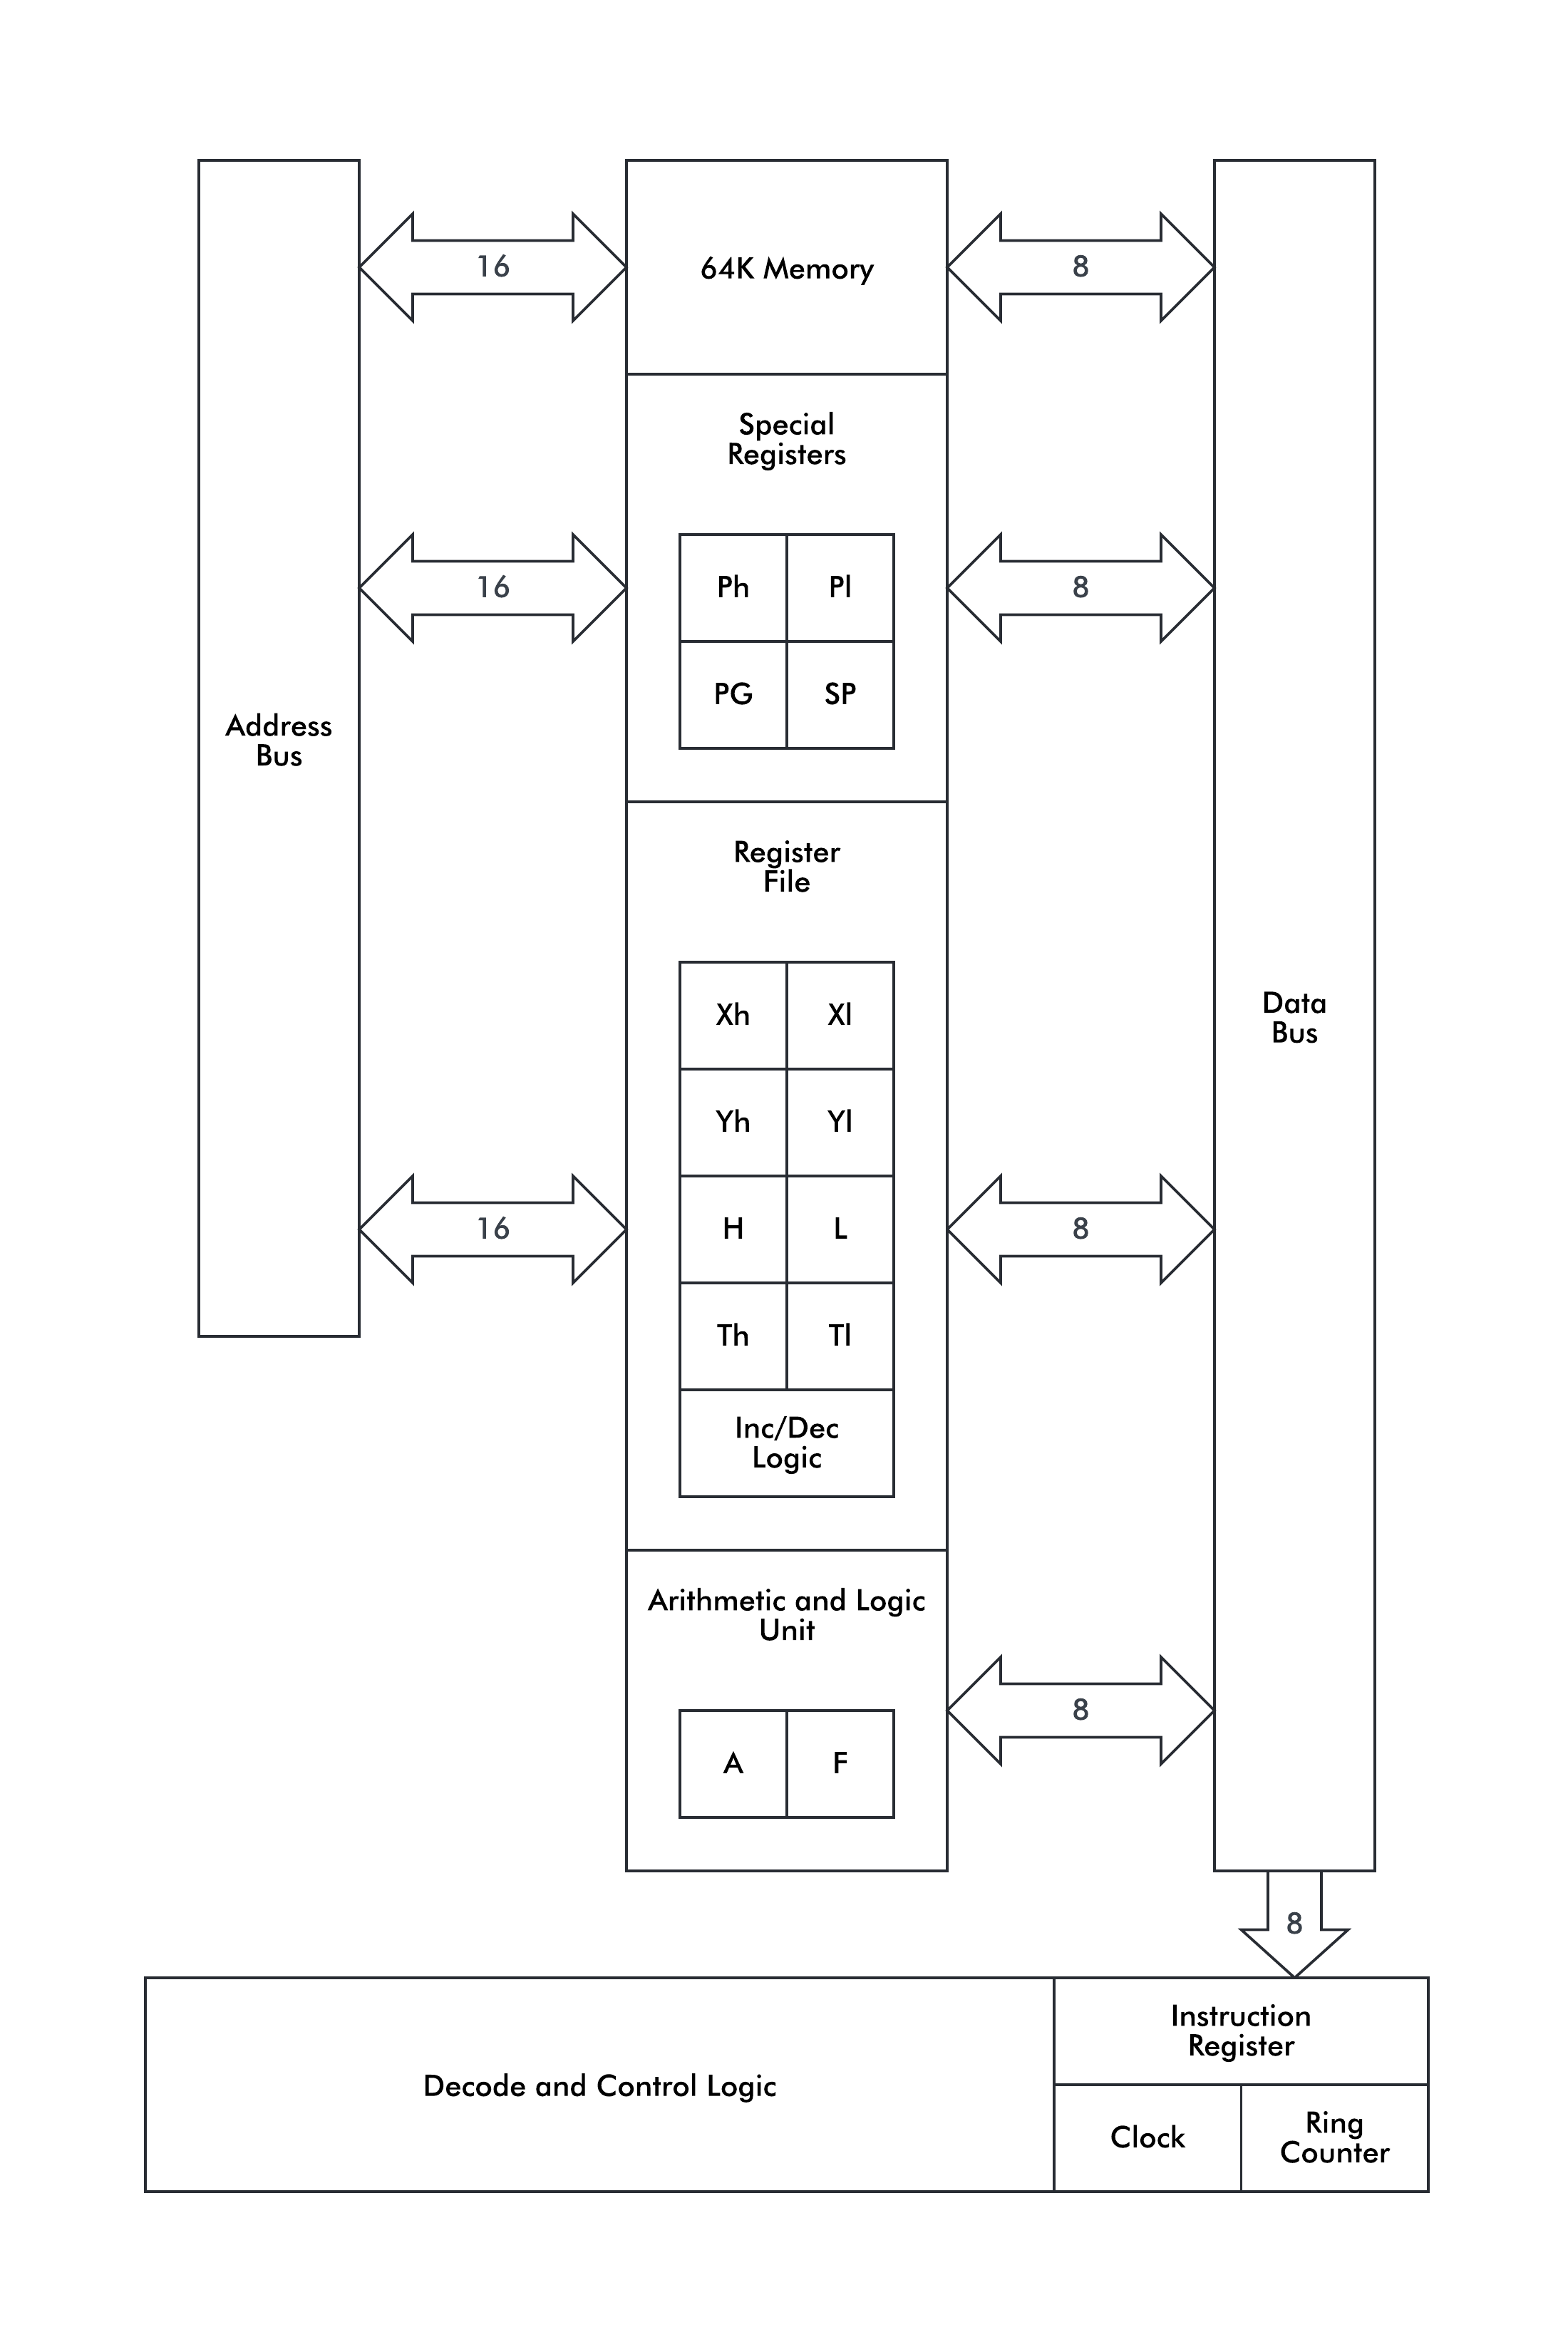 16
64K Memory
8
Special
Registers
16
Ph
Pl
8
PG
SP
Address
Bus
Register
File
Xh
Xl
Data
Bus
Yh
Yl
16
H
L
8
Th
Tl
Inc/Dec
Logic
Arithmetic and Logic
Unit
8
A
F
8
Instruction
Register
Decode and Control Logic
Clock
Ring
Counter